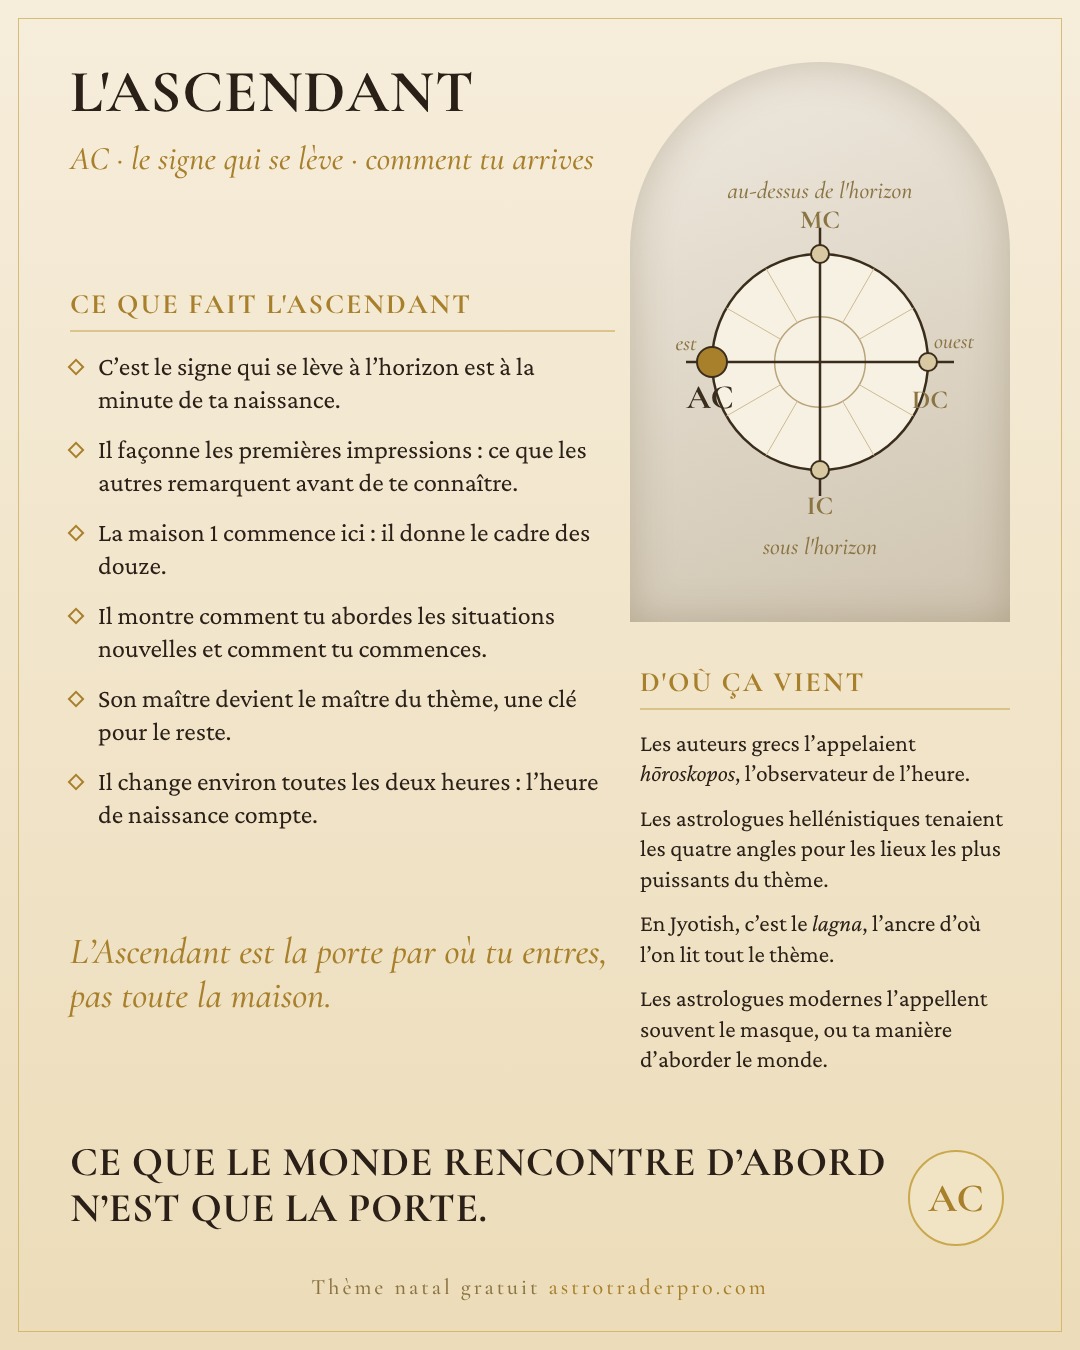 L'ASCENDANT
AC · le signe qui se lève · comment tu arrives
CE QUE FAIT L'ASCENDANT
C’est le signe qui se lève à l’horizon est à la
minute de ta naissance.
Il façonne les premières impressions : ce que les
autres remarquent avant de te connaître.
La maison 1 commence ici : il donne le cadre des
douze.
Il montre comment tu abordes les situations
nouvelles et comment tu commences.
Son maître devient le maître du thème, une clé
pour le reste.
Il change environ toutes les deux heures : l’heure
de naissance compte.
L’Ascendant est la porte par où tu entres,
pas toute la maison.
au-dessus de l'horizon
MC
est
ouest
AC
DC
IC
sous l'horizon
D'OÙ ÇA VIENT
Les auteurs grecs l’appelaient
hōroskopos, l’observateur de l’heure.
Les astrologues hellénistiques tenaient
les quatre angles pour les lieux les plus
puissants du thème.
En Jyotish, c’est le lagna, l’ancre d’où
l’on lit tout le thème.
Les astrologues modernes l’appellent
souvent le masque, ou ta manière
d’aborder le monde.
CE QUE LE MONDE RENCONTRE D’ABORD
N’EST QUE LA PORTE.
AC
Thème natal gratuit astrotraderpro.com